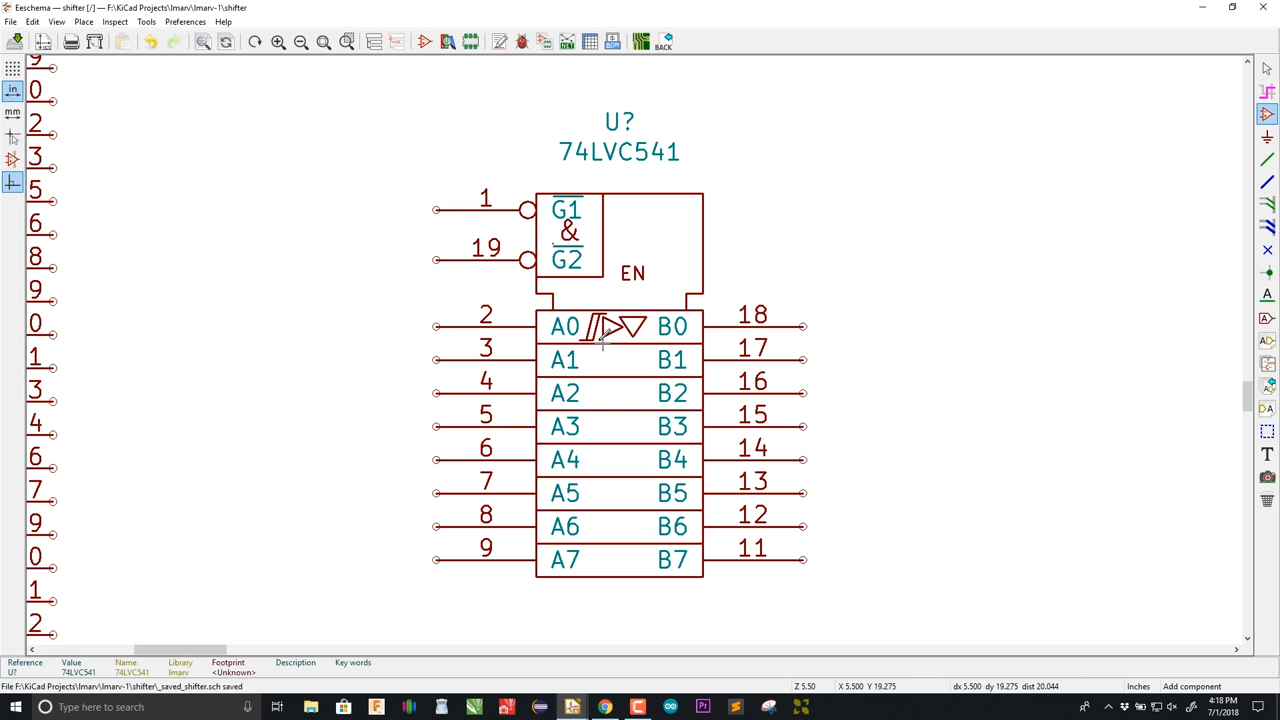 Eeschema — shifter [/] — F:\KiCad Projects\Imarv\Imarv-1\shifter
File Edit View Place Inspect Tools Preferences Help
BACK
in
mm
9
0
2
3
5
6
8
9
0
1
3
4
6
7
9
0
1
2
U?
74LVC541
1 G1
&
19 G2
EN
2 A0 B0 18
3 A1 B1 17
4 A2 B2 16
5 A3 B3 15
6 A4 B4 14
7 A5 B5 13
8 A6 B6 12
9 A7 B7 11
Reference Value Name Library Footprint Description Key words
U? 74LVC541 74LVC541 Imarv <Unknown>
File F:\KiCad Projects\Imarv\Imarv-1\shifter\_saved_shifter.sch saved Z 5.50 X 5.500 Y 19.275 dx 5.500 dy 19.275 dist 20.044 Inches Add component
Type here to search
4:18 PM
7/1/2018